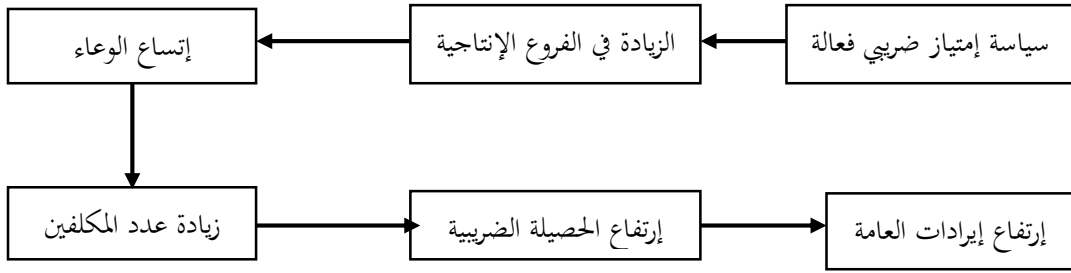 سياسة إمتياز ضريبي فعالة
الزيادة في الفروع الإنتاجية
إتساع الوعاء
زيادة عدد المكلفين
إرتفاع الحصيلة الضريبية
إرتفاع إيرادات العامة